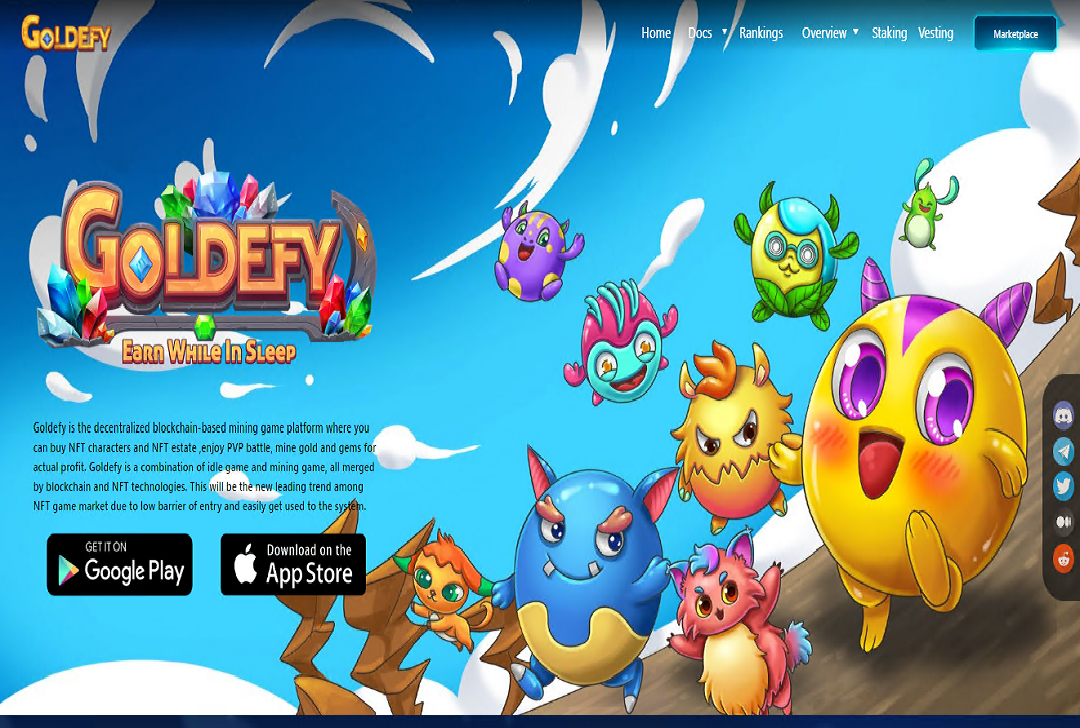 GOLDEFY
Home Docs Rankings Overview Staking Vesting Marketplace
GOLDEFY
EARN WHILE IN SLEEP
Goldefy is the decentralized blockchain-based mining game platform where you
can buy NFT characters and NFT estate ,enjoy PVP battle, mine gold and gems for
actual profit. Goldefy is a combination of idle game and mining game, all merged
by blockchain and NFT technologies. This will be the new leading trend among
NFT game market due to low barrier of entry and easily get used to the system.
GET IT ON
Google Play
Download on the
App Store